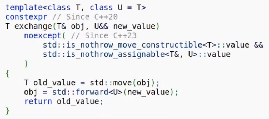 template<class T, class U = T>
constexpr // Since C++20
T exchange(T& obj, U&& new_value)
noexcept( // Since C++23
std::is_nothrow_move_constructible<T>::value &&
std::is_nothrow_assignable<T&, U>::value
)
{
T old_value = std::move(obj);
obj = std::forward<U>(new_value);
return old_value;
}